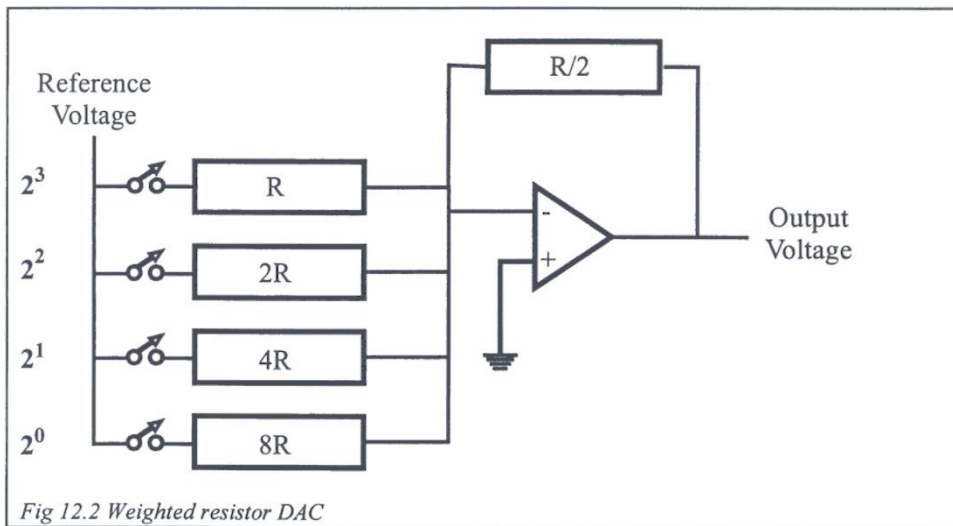 Reference
Voltage
R/2
2³
R
2²
2R
-
+
Output
Voltage
2¹
4R
2⁰
8R
Fig 12.2 Weighted resistor DAC